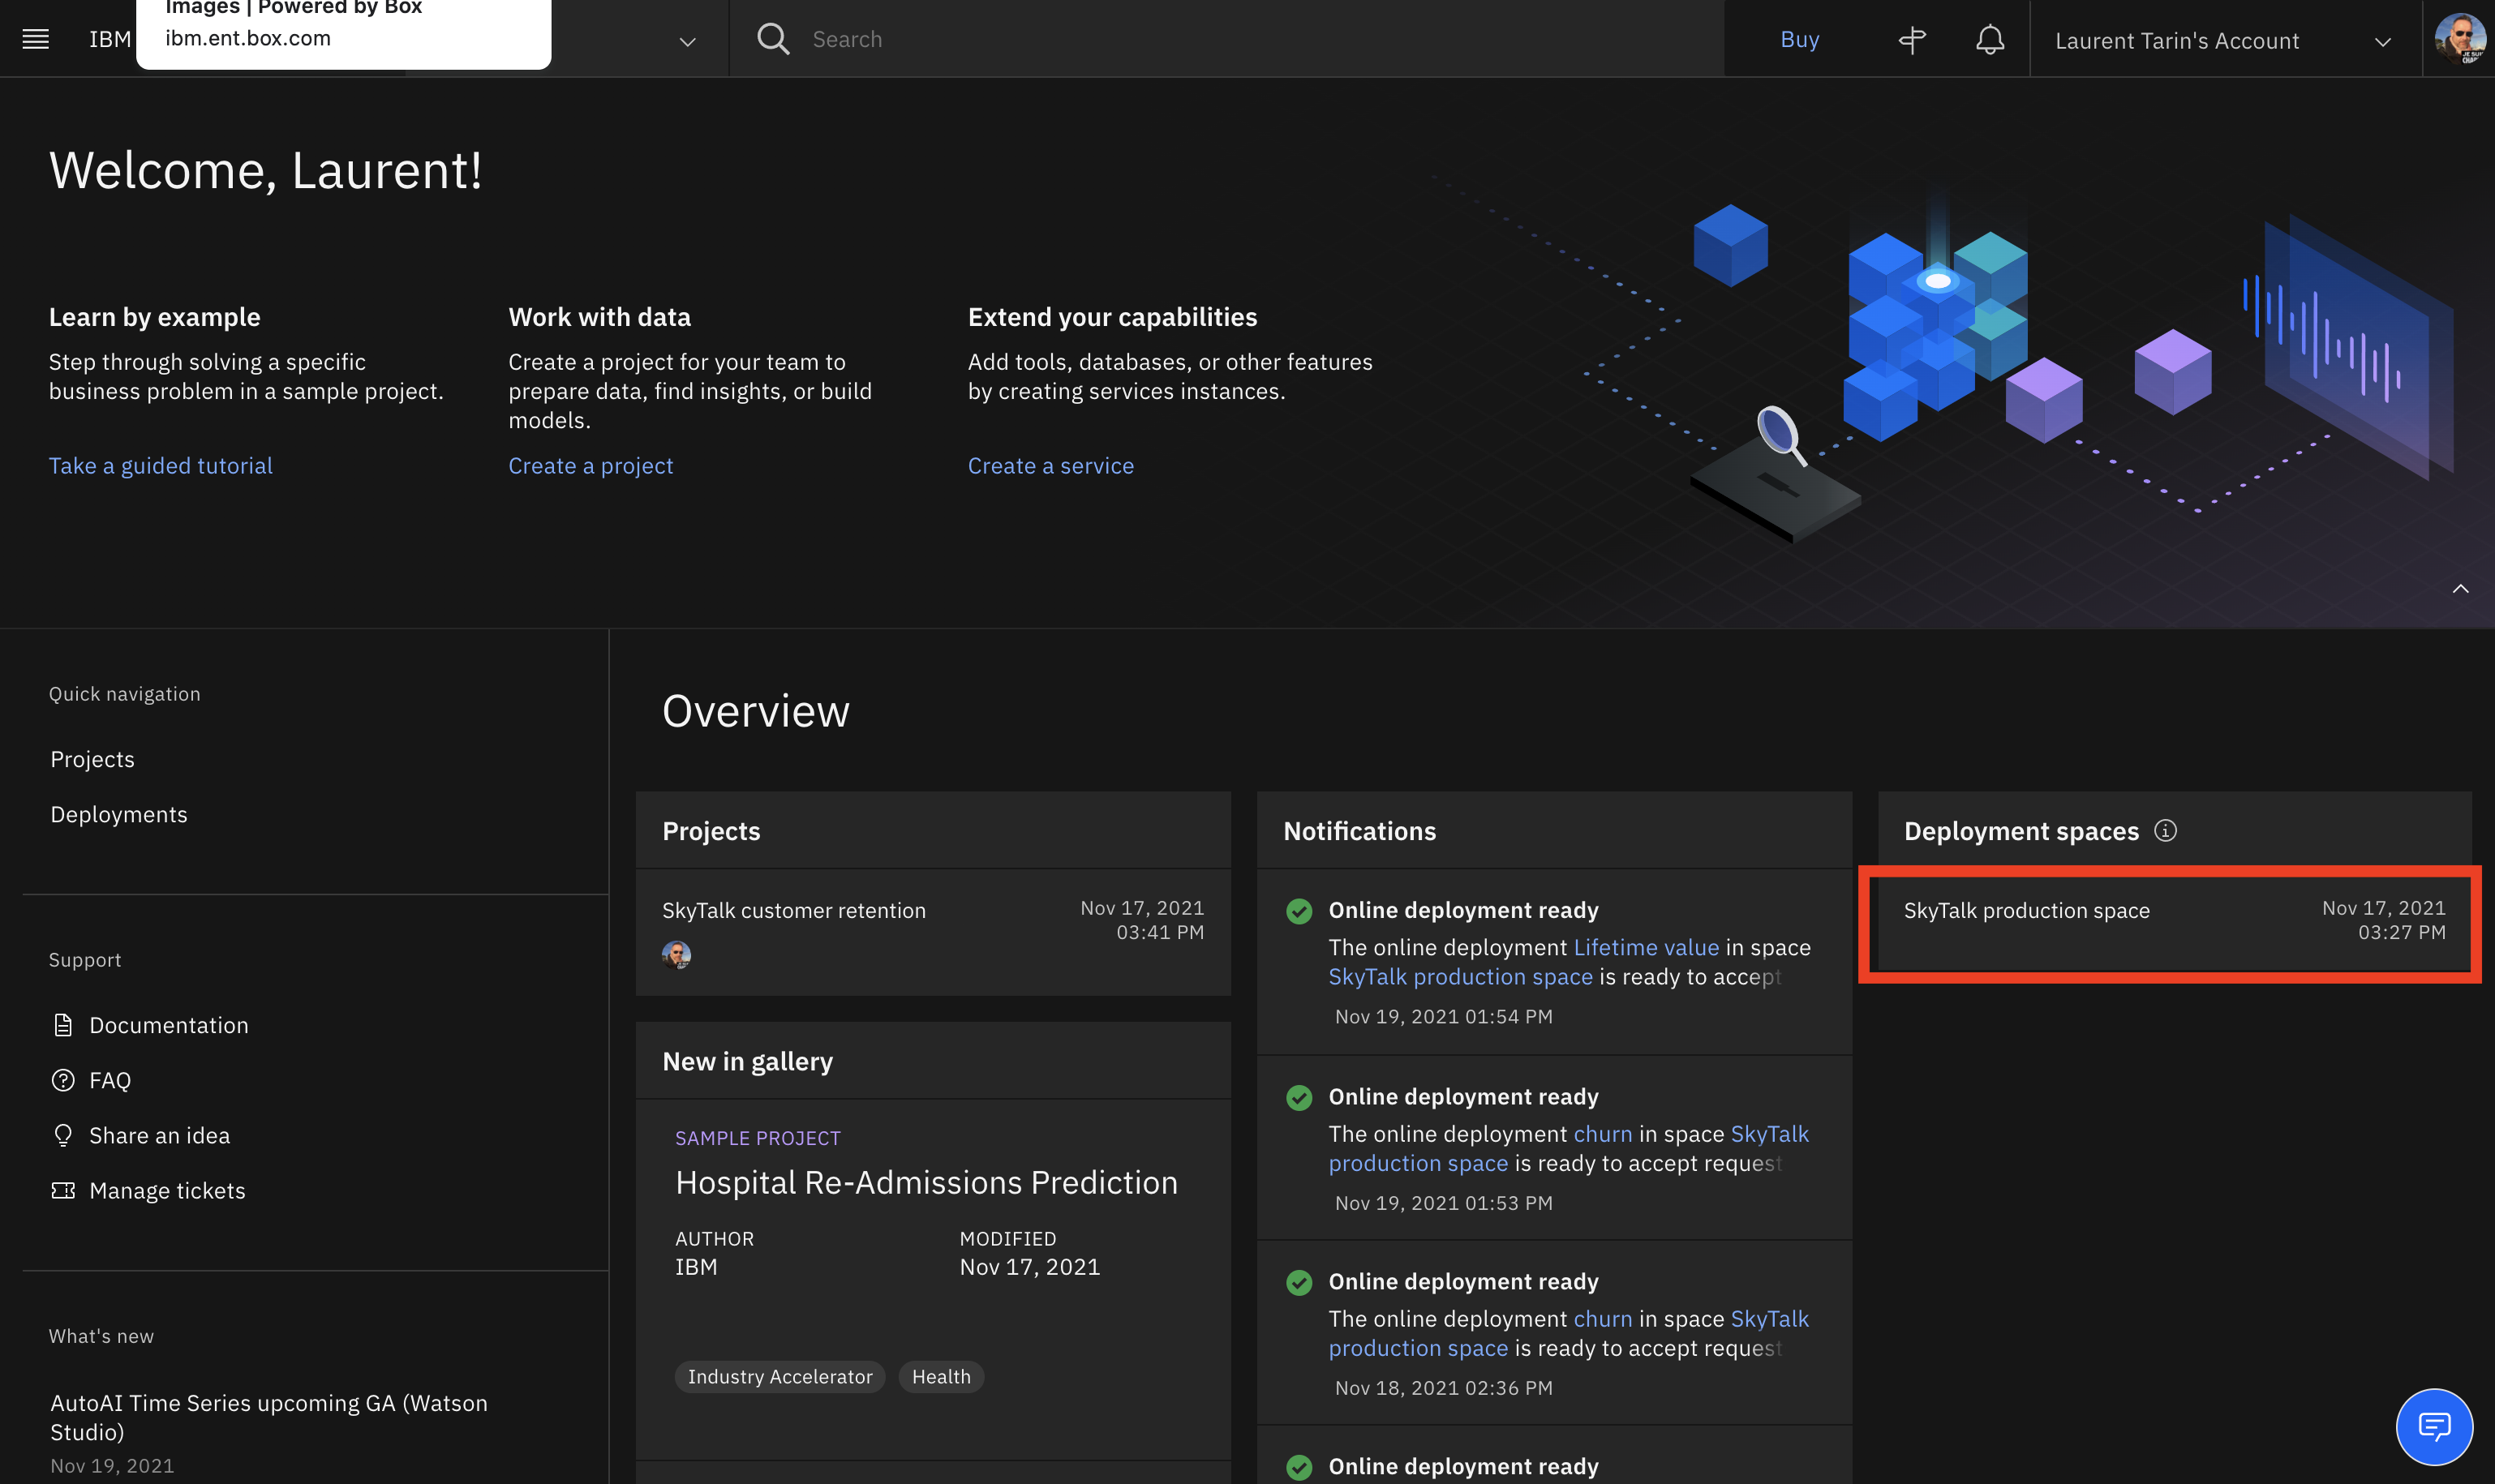 Images | Powered by Box
ibm.ent.box.com
IBM
Search
Buy
Laurent Tarin's Account
Welcome, Laurent!
Learn by example
Step through solving a specific
business problem in a sample project.
Take a guided tutorial
Work with data
Create a project for your team to
prepare data, find insights, or build
models.
Create a project
Extend your capabilities
Add tools, databases, or other features
by creating services instances.
Create a service
Quick navigation
Projects
Deployments
Support
Documentation
FAQ
Share an idea
Manage tickets
What's new
AutoAI Time Series upcoming GA (Watson
Studio)
Nov 19, 2021
Overview
Projects
SkyTalk customer retention
Nov 17, 2021
03:41 PM
New in gallery
SAMPLE PROJECT
Hospital Re-Admissions Prediction
AUTHOR
IBM
MODIFIED
Nov 17, 2021
Industry Accelerator
Health
Notifications
Online deployment ready
The online deployment Lifetime value in space
SkyTalk production space is ready to accept
Nov 19, 2021 01:54 PM
Online deployment ready
The online deployment churn in space SkyTalk
production space is ready to accept request
Nov 19, 2021 01:53 PM
Online deployment ready
The online deployment churn in space SkyTalk
production space is ready to accept request
Nov 18, 2021 02:36 PM
Online deployment ready
Deployment spaces
SkyTalk production space
Nov 17, 2021
03:27 PM